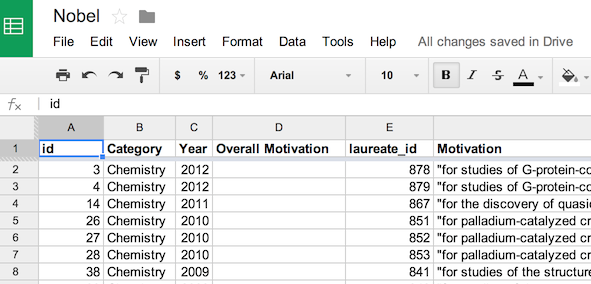 Nobel
File Edit View Insert Format Data Tools Help All changes saved in Drive
$ % 123 Arial 10 B I S A
fx id
A B C D E
1 id Category Year Overall Motivation laureate_id Motivation
2 3 Chemistry 2012 878 "for studies of G-protein-co
3 4 Chemistry 2012 879 "for studies of G-protein-co
4 14 Chemistry 2011 867 "for the discovery of quasic
5 26 Chemistry 2010 851 "for palladium-catalyzed cr
6 27 Chemistry 2010 852 "for palladium-catalyzed cr
7 28 Chemistry 2010 853 "for palladium-catalyzed cr
8 38 Chemistry 2009 841 "for studies of the structure